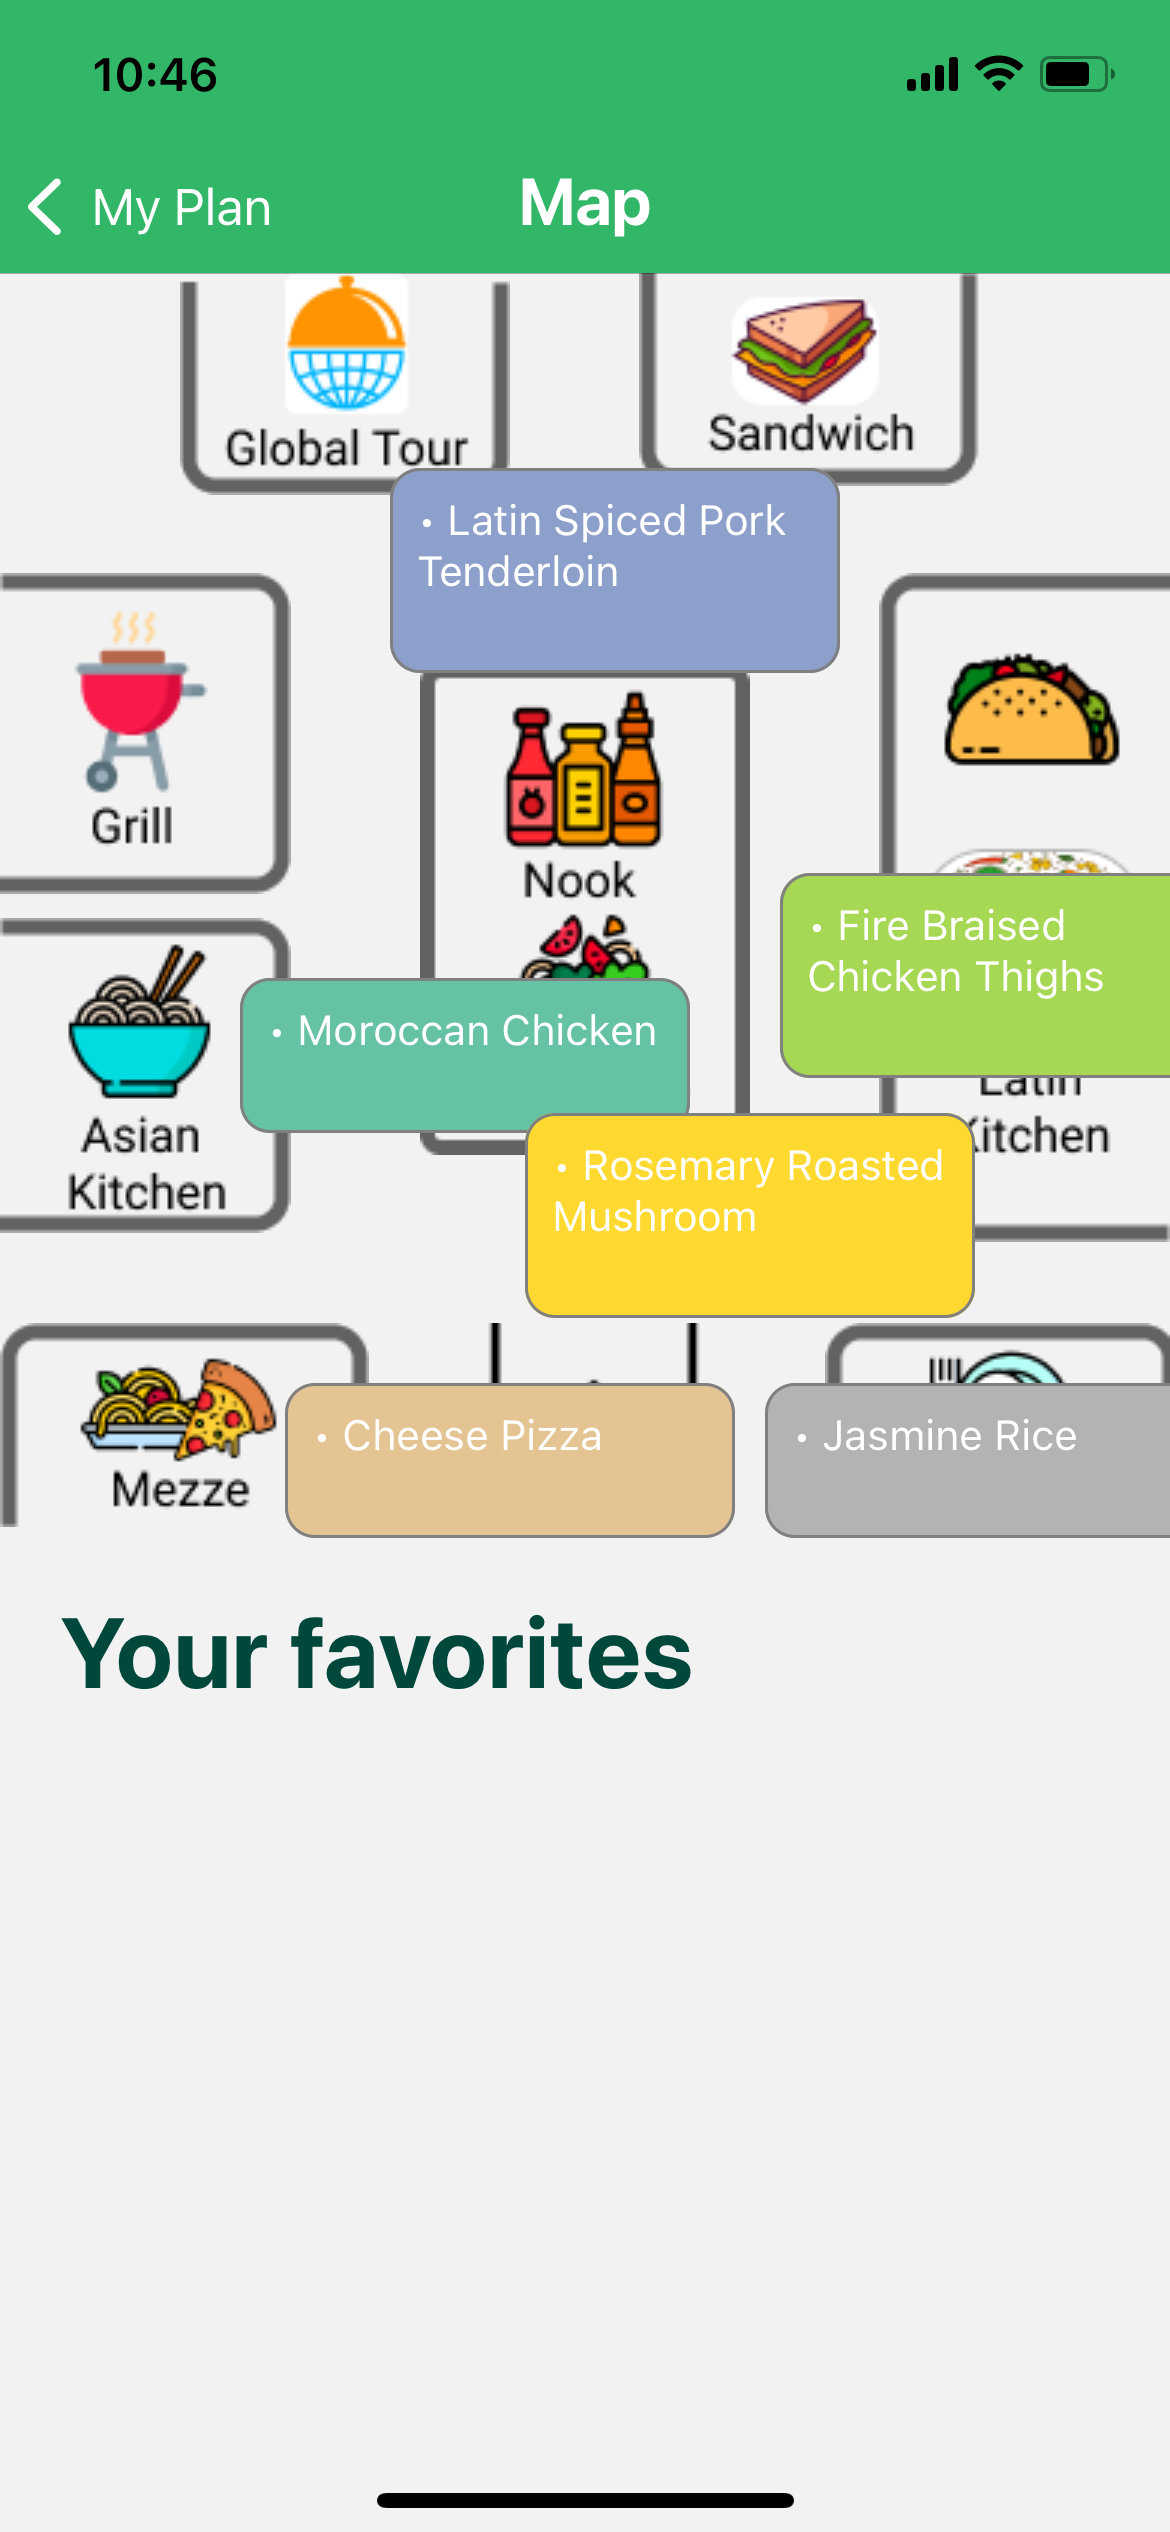 10:46
My Plan
Map
Global Tour
Sandwich
• Latin Spiced Pork
Tenderloin
Grill
Nook
• Fire Braised
Chicken Thighs
• Moroccan Chicken
Latin
Kitchen
Asian
Kitchen
• Rosemary Roasted
Mushroom
• Cheese Pizza
• Jasmine Rice
Mezze
Your favorites